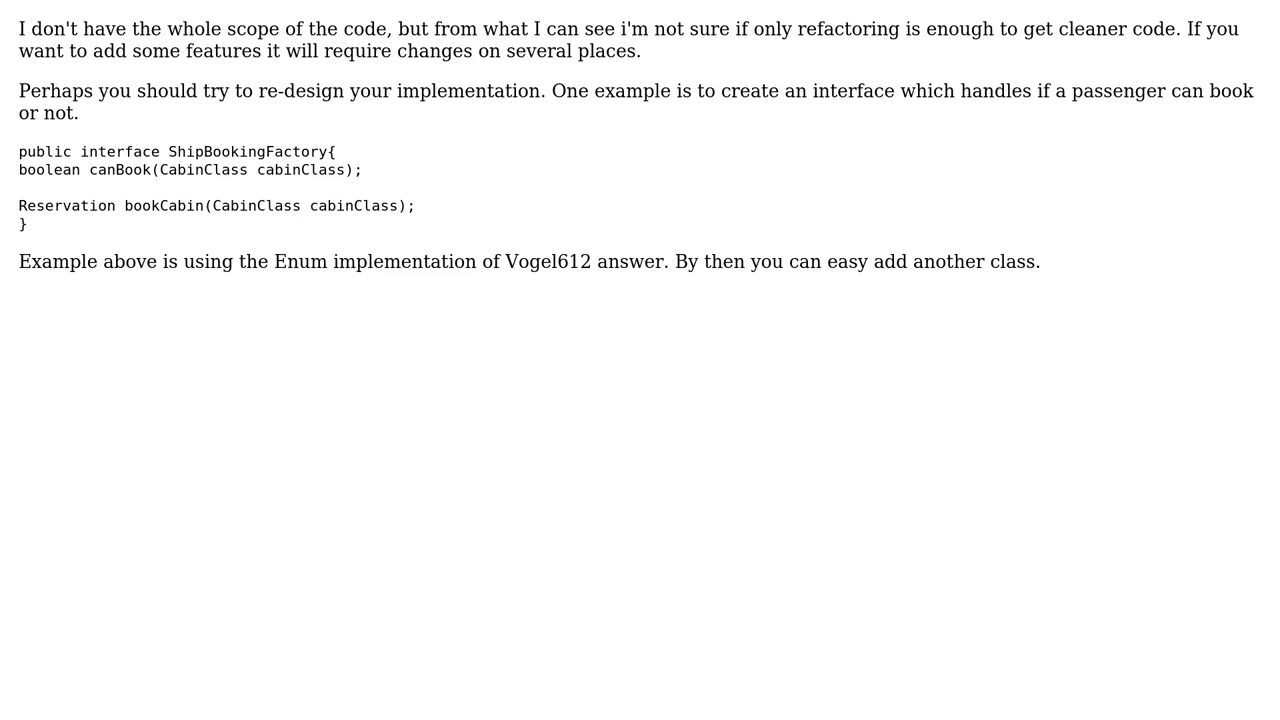 I don't have the whole scope of the code, but from what I can see i'm not sure if only refactoring is enough to get cleaner code. If you
want to add some features it will require changes on several places.
Perhaps you should try to re-design your implementation. One example is to create an interface which handles if a passenger can book
or not.
public interface ShipBookingFactory{
boolean canBook(CabinClass cabinClass);
Reservation bookCabin(CabinClass cabinClass);
}
Example above is using the Enum implementation of Vogel612 answer. By then you can easy add another class.